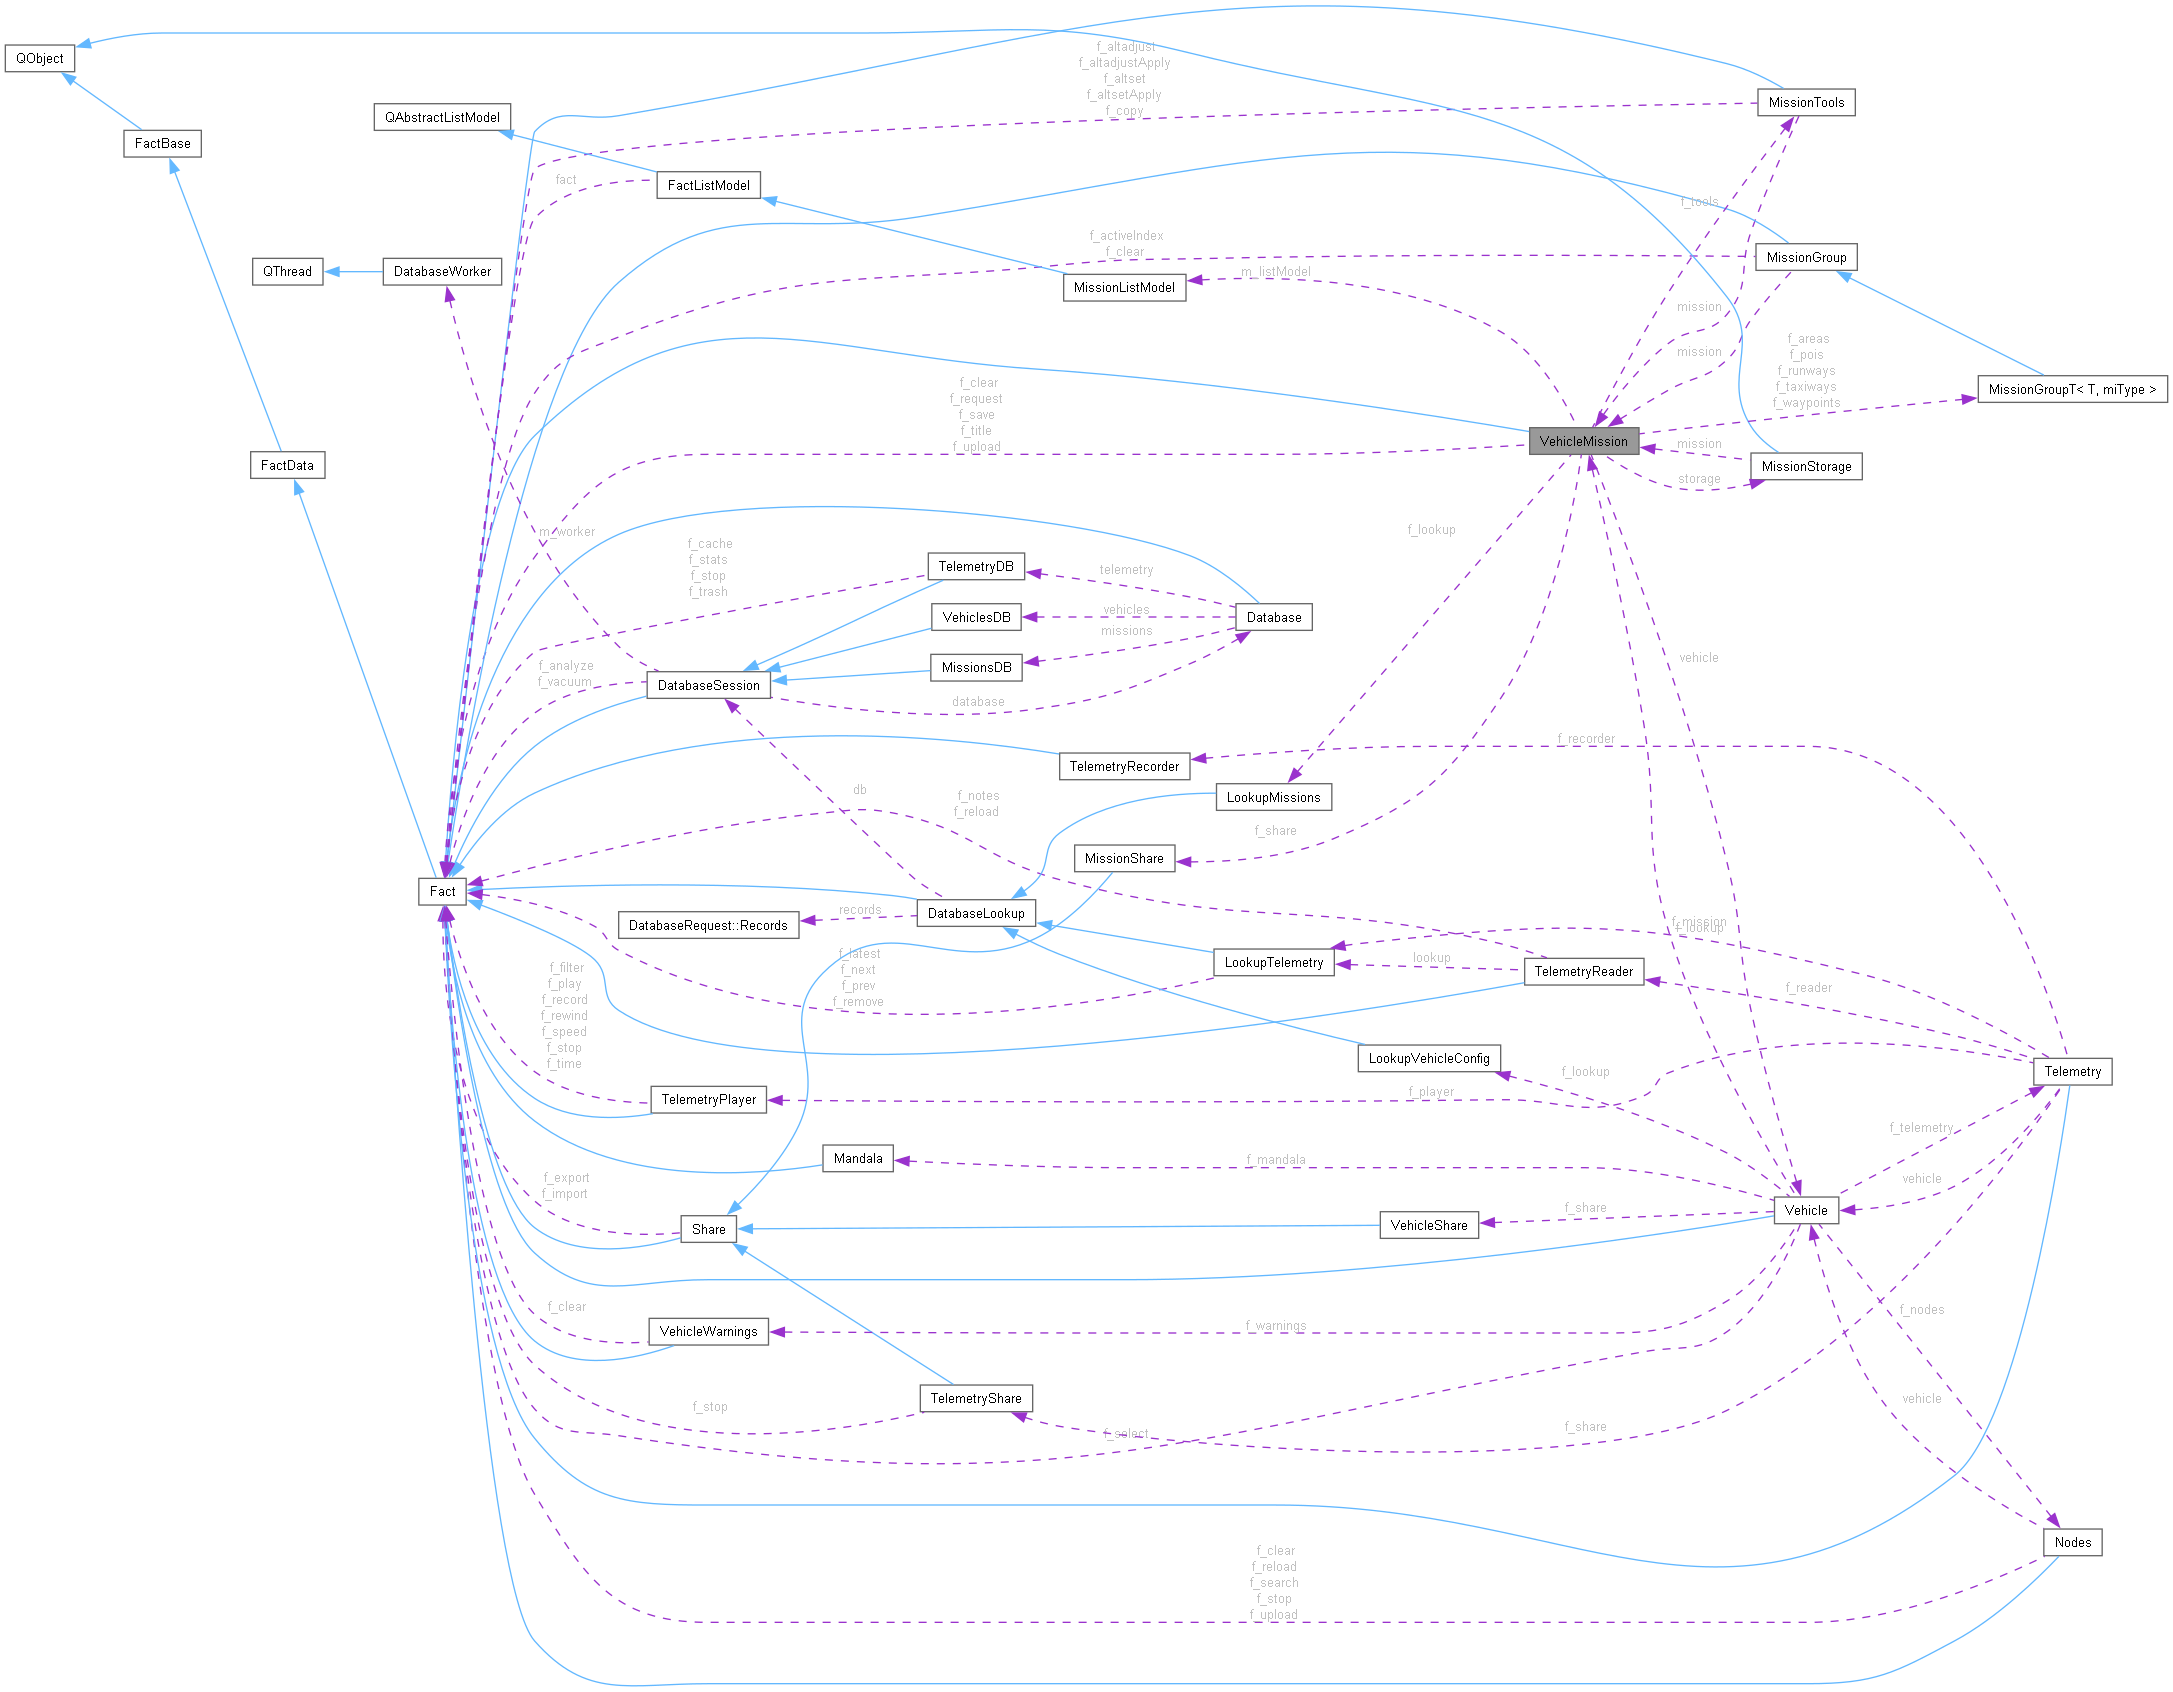 QObject
FactBase
FactData
QAbstractListModel
f_altadjust
f_altadjustApply
f_altset
f_altsetApply
f_copy
MissionTools
fact
FactListModel
f_tools
QThread
DatabaseWorker
f_activeIndex
f_clear
m_listModel
MissionListModel
MissionGroup
mission
mission
f_areas
f_pois
f_runways
f_taxiways
f_waypoints
MissionGroupT< T, miType >
f_clear
f_request
f_save
f_title
f_upload
VehicleMission
mission
storage
MissionStorage
m_worker
f_cache
f_stats
f_stop
f_trash
TelemetryDB
telemetry
f_lookup
VehiclesDB
vehicles
missions
Database
MissionsDB
f_analyze
f_vacuum
DatabaseSession
database
vehicle
f_recorder
TelemetryRecorder
db
f_notes
f_reload
LookupMissions
f_share
MissionShare
Fact
DatabaseRequest::Records
records
DatabaseLookup
f_mission
f_lookup
f_latest
f_next
f_prev
f_remove
LookupTelemetry
lookup
TelemetryReader
f_reader
f_filter
f_play
f_record
f_rewind
f_speed
f_stop
f_time
LookupVehicleConfig
f_lookup
Telemetry
TelemetryPlayer
f_player
f_telemetry
Mandala
f_mandala
vehicle
f_export
f_import
Share
VehicleShare
f_share
Vehicle
f_clear
VehicleWarnings
f_warnings
f_nodes
TelemetryShare
f_stop
f_select
f_share
vehicle
Nodes
f_clear
f_reload
f_search
f_stop
f_upload